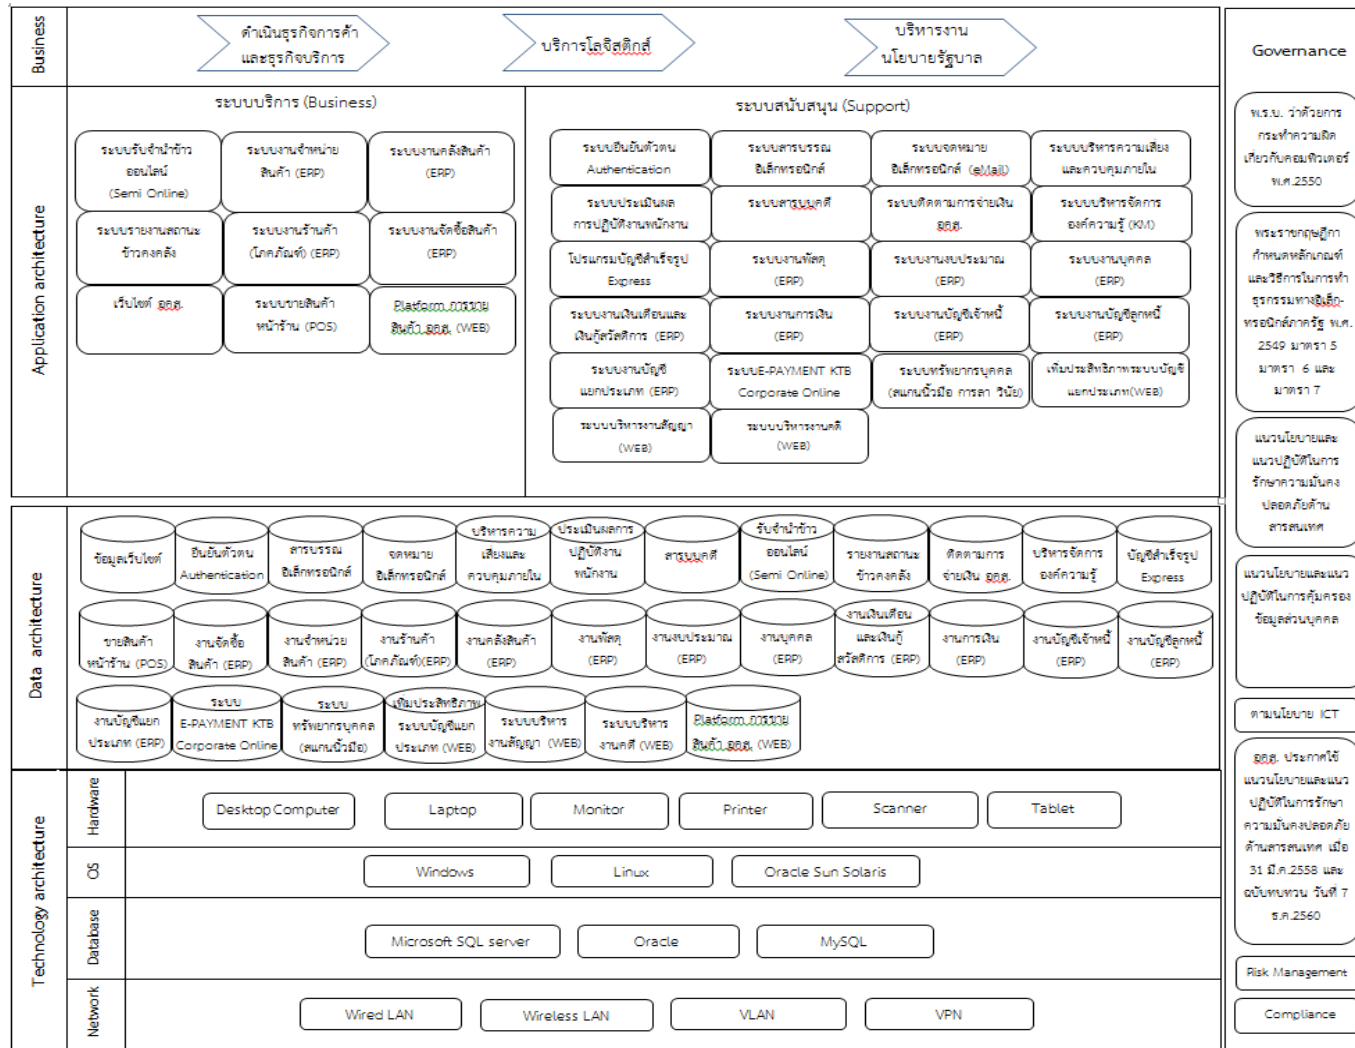 Business
ดำเนินธุรกิจการค้า
และธุรกิจบริการ
บริการโลจิสติกส์
บริหารงาน
นโยบายรัฐบาล
Governance
Application architecture
ระบบบริการ (Business)
ระบบรับจำนำข้าว
ออนไลน์
(Semi Online)
ระบบงานจำหน่าย
สินค้า (ERP)
ระบบงานคลังสินค้า
(ERP)
ระบบรายงานสถานะ
ข้าวคงคลัง
ระบบงานร้านค้า
(โภคภัณฑ์) (ERP)
ระบบงานจัดซื้อสินค้า
(ERP)
เว็บไซต์ อคส.
ระบบขายสินค้า
หน้าร้าน (POS)
Platform การขาย
สินค้า อคส. (WEB)
ระบบสนับสนุน (Support)
ระบบยืนยันตัวตน
Authentication
ระบบสารบรรณ
อิเล็กทรอนิกส์
ระบบจดหมาย
อิเล็กทรอนิกส์ (eMail)
ระบบบริหารความเสี่ยง
และควบคุมภายใน
ระบบประเมินผล
การปฏิบัติงานพนักงาน
ระบบสารบบคดี
ระบบติดตามการจ่ายเงิน
อคส.
ระบบบริหารจัดการ
องค์ความรู้ (KM)
โปรแกรมบัญชีสำเร็จรูป
Express
ระบบงานพัสดุ
(ERP)
ระบบงานงบประมาณ
(ERP)
ระบบงานบุคคล
(ERP)
ระบบงานเงินเดือนและ
เงินกู้สวัสดิการ (ERP)
ระบบงานการเงิน
(ERP)
ระบบงานบัญชีเจ้าหนี้
(ERP)
ระบบงานบัญชีลูกหนี้
(ERP)
ระบบงานบัญชี
แยกประเภท (ERP)
ระบบE-PAYMENT KTB
Corporate Online
ระบบทรัพยากรบุคคล
(สแกนนิ้วมือ การลา วินัย)
เพิ่มประสิทธิภาพระบบบัญชี
แยกประเภท(WEB)
ระบบบริหารงานสัญญา
(WEB)
ระบบบริหารงานคดี
(WEB)
Data architecture
ข้อมูลเว็บไซต์
ยืนยันตัวตน
Authentication
สารบรรณ
อิเล็กทรอนิกส์
จดหมาย
อิเล็กทรอนิกส์
บริหารความ
เสี่ยงและ
ควบคุมภายใน
ประเมินผลการ
ปฏิบัติงาน
พนักงาน
สารบบคดี
รับจำนำข้าว
ออนไลน์
(Semi Online)
รายงานสถานะ
ข้าวคงคลัง
ติดตามการ
จ่ายเงิน อคส.
บริหารจัดการ
องค์ความรู้
บัญชีสำเร็จรูป
Express
ขายสินค้า
หน้าร้าน (POS)
งานจัดซื้อ
สินค้า (ERP)
งานจำหน่วย
สินค้า (ERP)
งานร้านค้า
(โภคภัณฑ์)(ERP)
งานคลังสินค้า
(ERP)
งานพัสดุ
(ERP)
งานงบประมาณ
(ERP)
งานบุคคล
(ERP)
งานเงินเดือน
และเงินกู้
สวัสดิการ (ERP)
งานการเงิน
(ERP)
งานบัญชีเจ้าหนี้
(ERP)
งานบัญชีลูกหนี้
(ERP)
งานบัญชีแยก
ประเภท (ERP)
ระบบ
E-PAYMENT KTB
Corporate Online
ระบบ
ทรัพยากรบุคคล
(สแกนนิ้วมือ)
เพิ่มประสิทธิภาพ
ระบบบัญชีแยก
ประเภท (WEB)
ระบบบริหาร
งานสัญญา (WEB)
ระบบบริหาร
งานคดี (WEB)
Platform การขาย
สินค้า อคส. (WEB)
Technology architecture
Hardware
Desktop Computer
Laptop
Monitor
Printer
Scanner
Tablet
OS
Windows
Linux
Oracle Sun Solaris
Database
Microsoft SQL server
Oracle
MySQL
Network
Wired LAN
Wireless LAN
VLAN
VPN
พ.ร.บ. ว่าด้วยการ
กระทำความผิด
เกี่ยวกับคอมพิวเตอร์
พ.ศ.2550
พระราชกฤษฎีกา
กำหนดหลักเกณฑ์
และวิธีการในการทำ
ธุรกรรมทางอิเล็ก-
ทรอนิกส์ภาครัฐ พ.ศ.
2549 มาตรา 5
มาตรา 6 และ
มาตรา 7
แนวนโยบายและ
แนวปฏิบัติในการ
รักษาความมั่นคง
ปลอดภัยด้าน
สารสนเทศ
แนวนโยบายและแนว
ปฏิบัติในการคุ้มครอง
ข้อมูลส่วนบุคคล
ตามนโยบาย ICT
อคส. ประกาศใช้
แนวนโยบายและแนว
ปฏิบัติในการรักษา
ความมั่นคงปลอดภัย
ด้านสารสนเทศ เมื่อ
31 มี.ค.2558 และ
ฉบับทบทวน วันที่ 7
ธ.ค.2560
Risk Management
Compliance